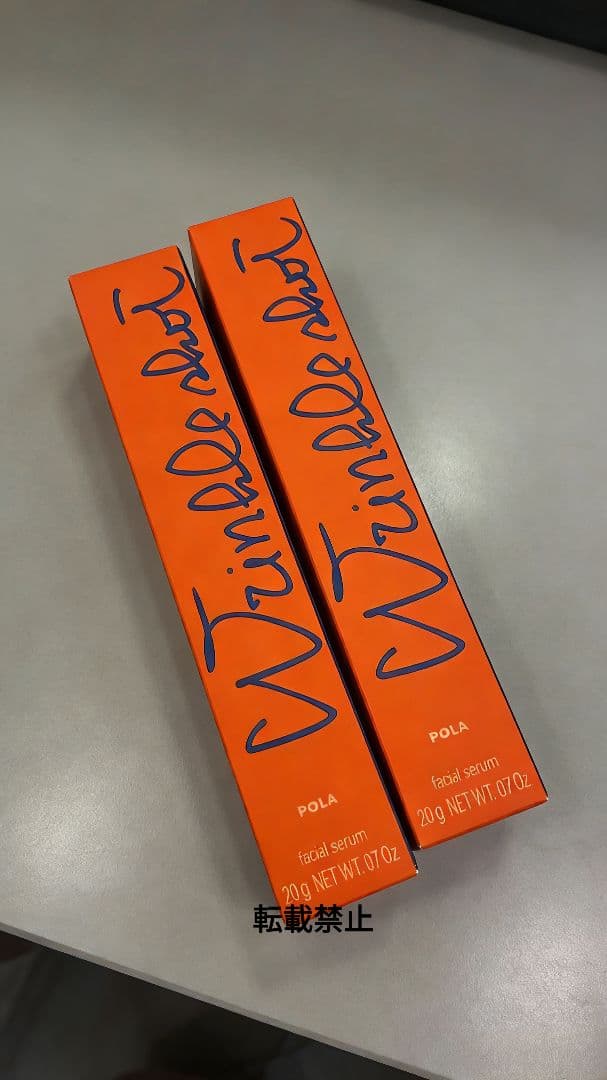 Wrinkle shot
POLA
facial serum
20g NET WT. 0.7 Oz.
Wrinkle shot
POLA
facial serum
20g NET WT. 0.7 Oz.
転載禁止